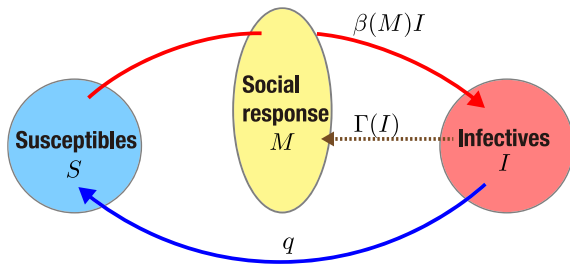 β(M)I
Social
response
M
Susceptibles
S
Γ(I)
Infectives
I
q